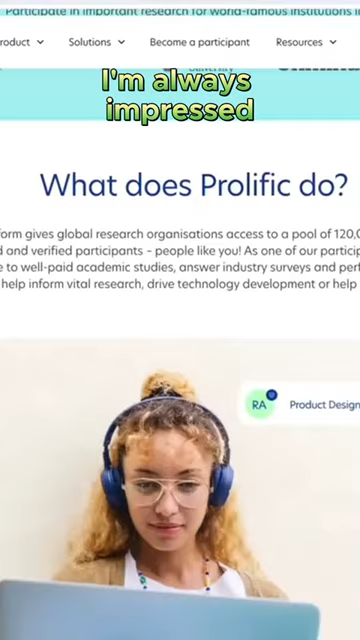 Participate in important research for world-famous institutions
roduct
Solutions
Become a participant
Resources
I'm always
impressed
What does Prolific do?
form gives global research organisations access to a pool of 120,0
d and verified participants – people like you! As one of our particip
e to well-paid academic studies, answer industry surveys and perf
help inform vital research, drive technology development or help
RA
Product Design